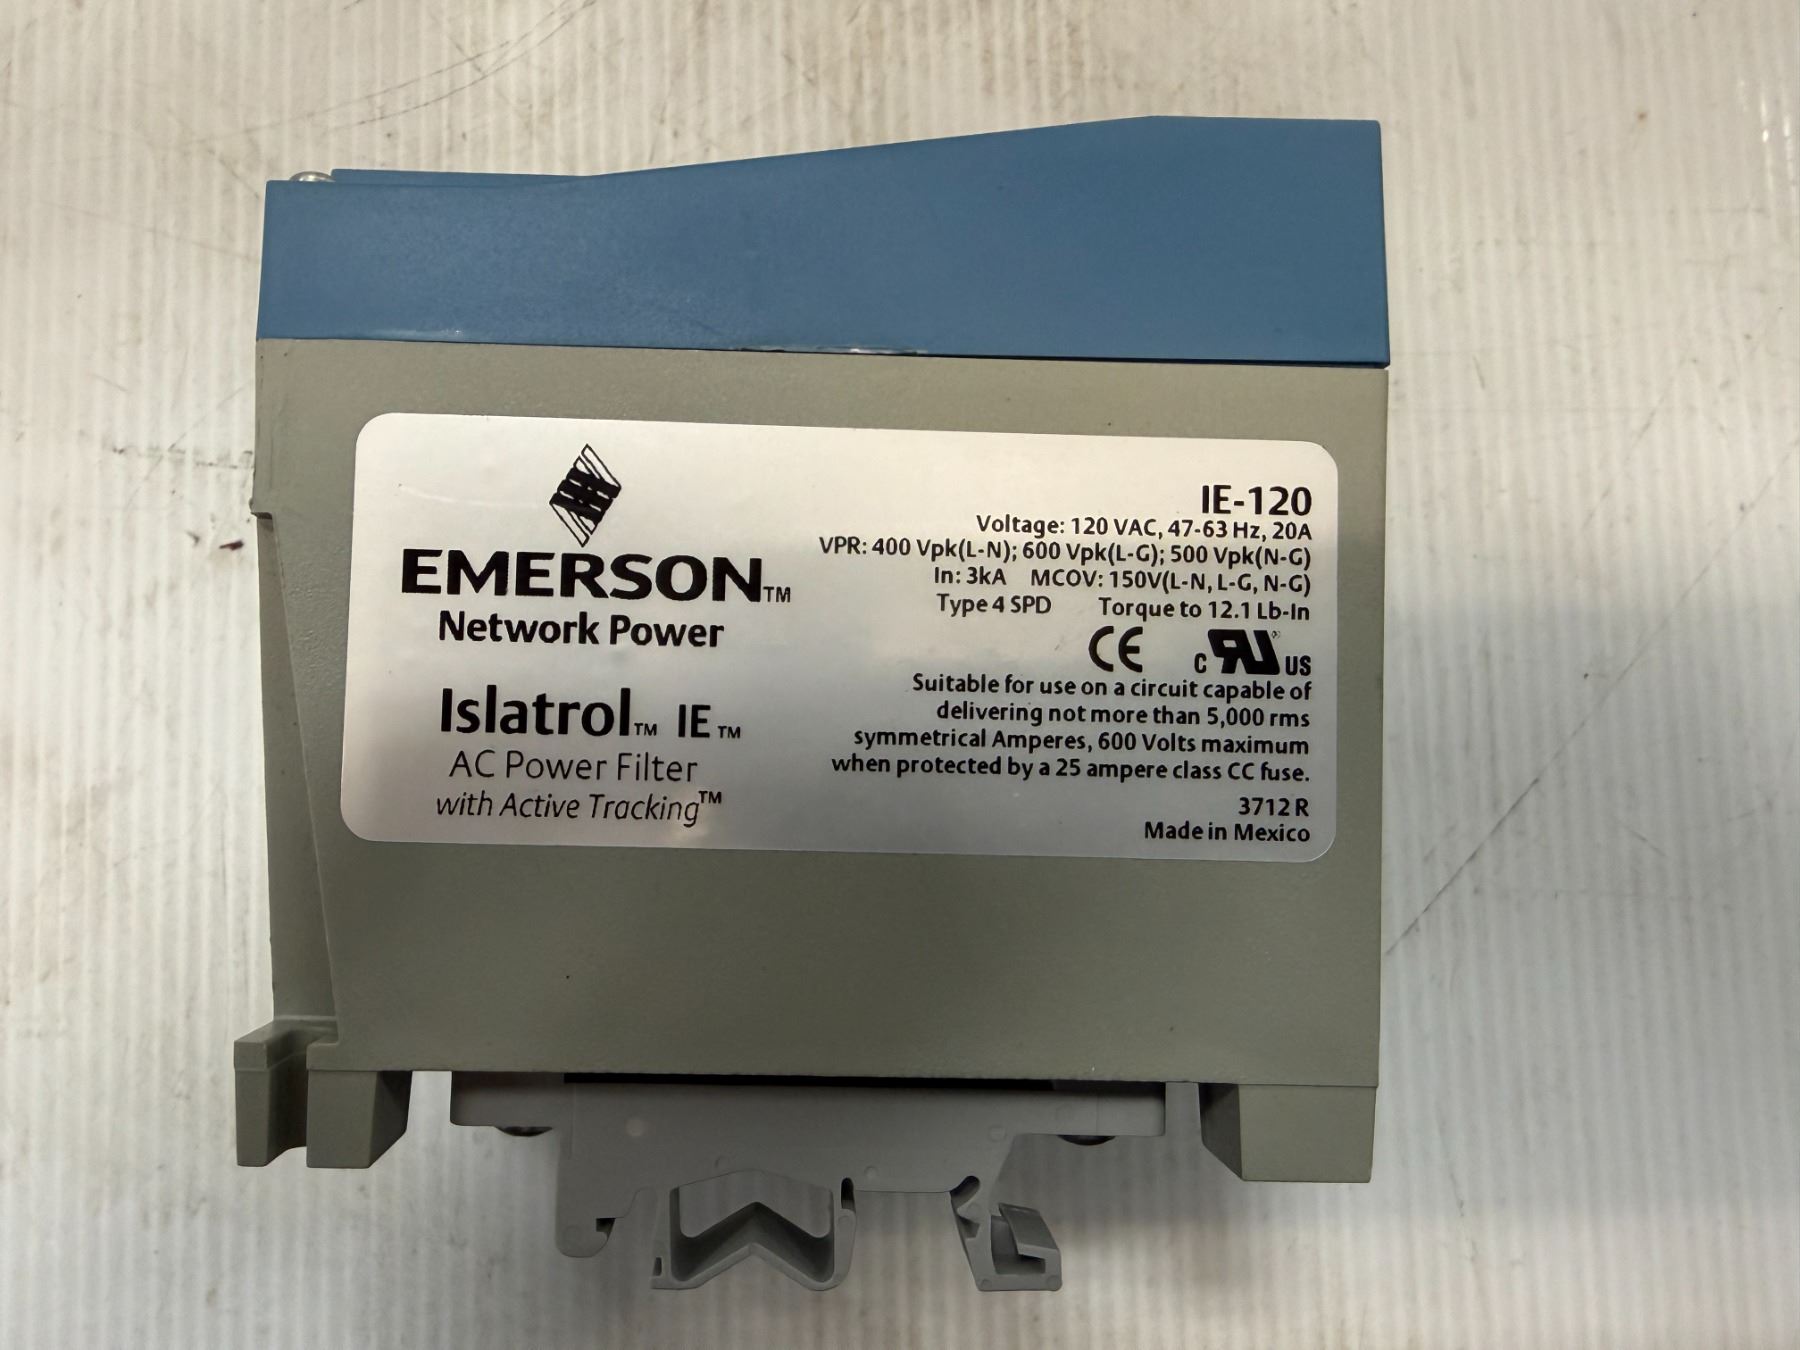 EMERSON™
Network Power
Islatrol™ IE™
AC Power Filter
with Active Tracking™
IE-120
Voltage: 120 VAC, 47-63 Hz, 20A
VPR: 400 Vpk(L-N); 600 Vpk(L-G); 500 Vpk(N-G)
In: 3kA MCOV: 150V(L-N, L-G, N-G)
Type 4 SPD Torque to 12.1 Lb-In
CE c RU ® US
Suitable for use on a circuit capable of
delivering not more than 5,000 rms
symmetrical Amperes, 600 Volts maximum
when protected by a 25 ampere class CC fuse.
3712 R
Made in Mexico